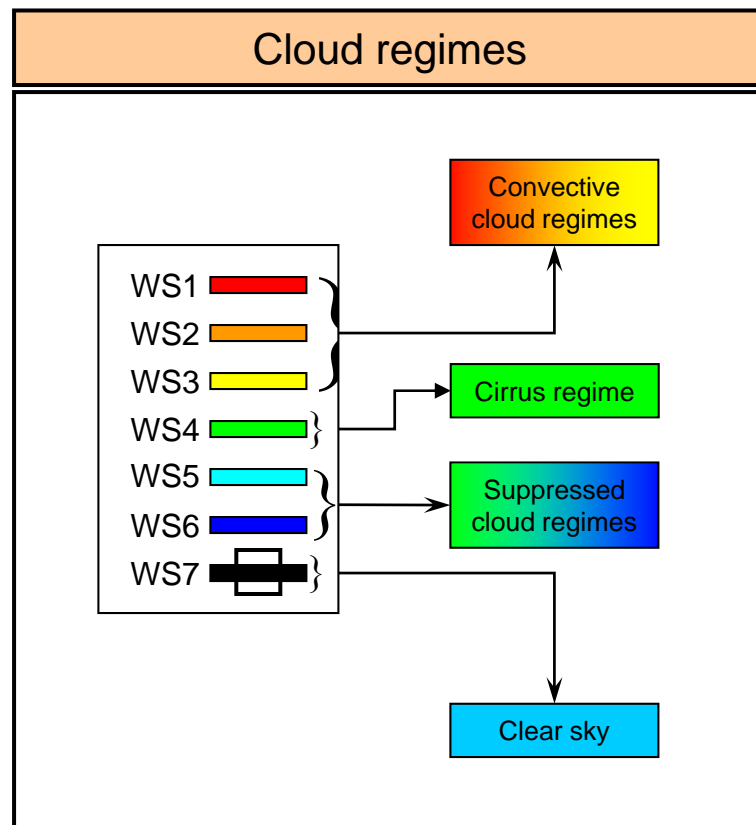 Cloud regimes
Convective
cloud regimes
WS1
WS2
WS3
WS4
WS5
WS6
WS7
Cirrus regime
Suppressed
cloud regimes
Clear sky